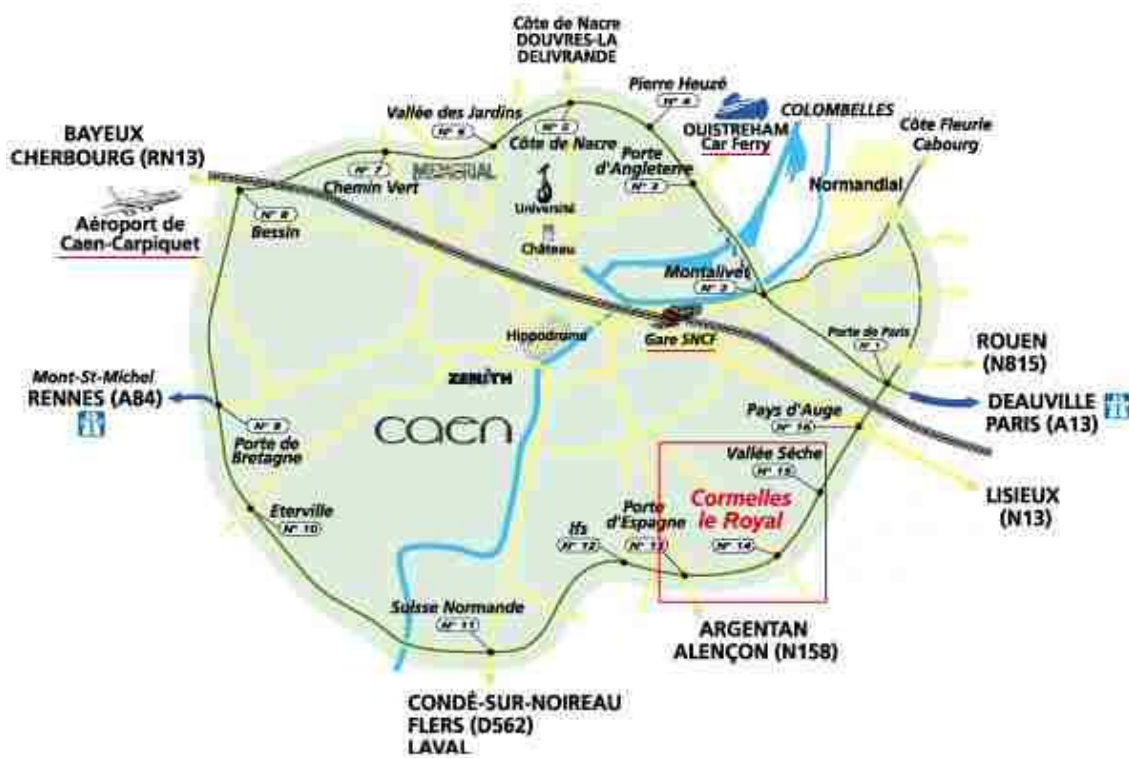 Côte de Nacre
DOUVRES-LA
DELIVRANDE
Pierre Heuzé
N° 4
Vallée des Jardins
N° 6
N° 5
Côte de Nacre
COLOMBELLES
OUISTREHAM
Car Ferry
Côte Fleurie
Cabourg
BAYEUX
CHERBOURG (RN13)
N° 7
Chemin Vert
MEMORIAL
Porte
d'Angleterre
N° 3
Normandial
Université
Aéroport de
Caen-Carpiquet
N° 8
Bessin
Château
Montalivet
N° 2
Hippodrome
Gare SNCF
Porte de Paris
N° 1
ROUEN
(N815)
Mont-St-Michel
RENNES (A84)
ZENITH
DEAUVILLE
PARIS (A13)
caen
Pays d'Auge
N° 16
N° 9
Porte de
Bretagne
Vallée Sèche
N° 15
Cormelles
le Royal
LISIEUX
(N13)
Eterville
N° 10
Ifs
N° 12
Porte
d'Espagne
N° 13
N° 14
Suisse Normande
N° 11
ARGENTAN
ALENÇON (N158)
CONDÉ-SUR-NOIREAU
FLERS (D562)
LAVAL